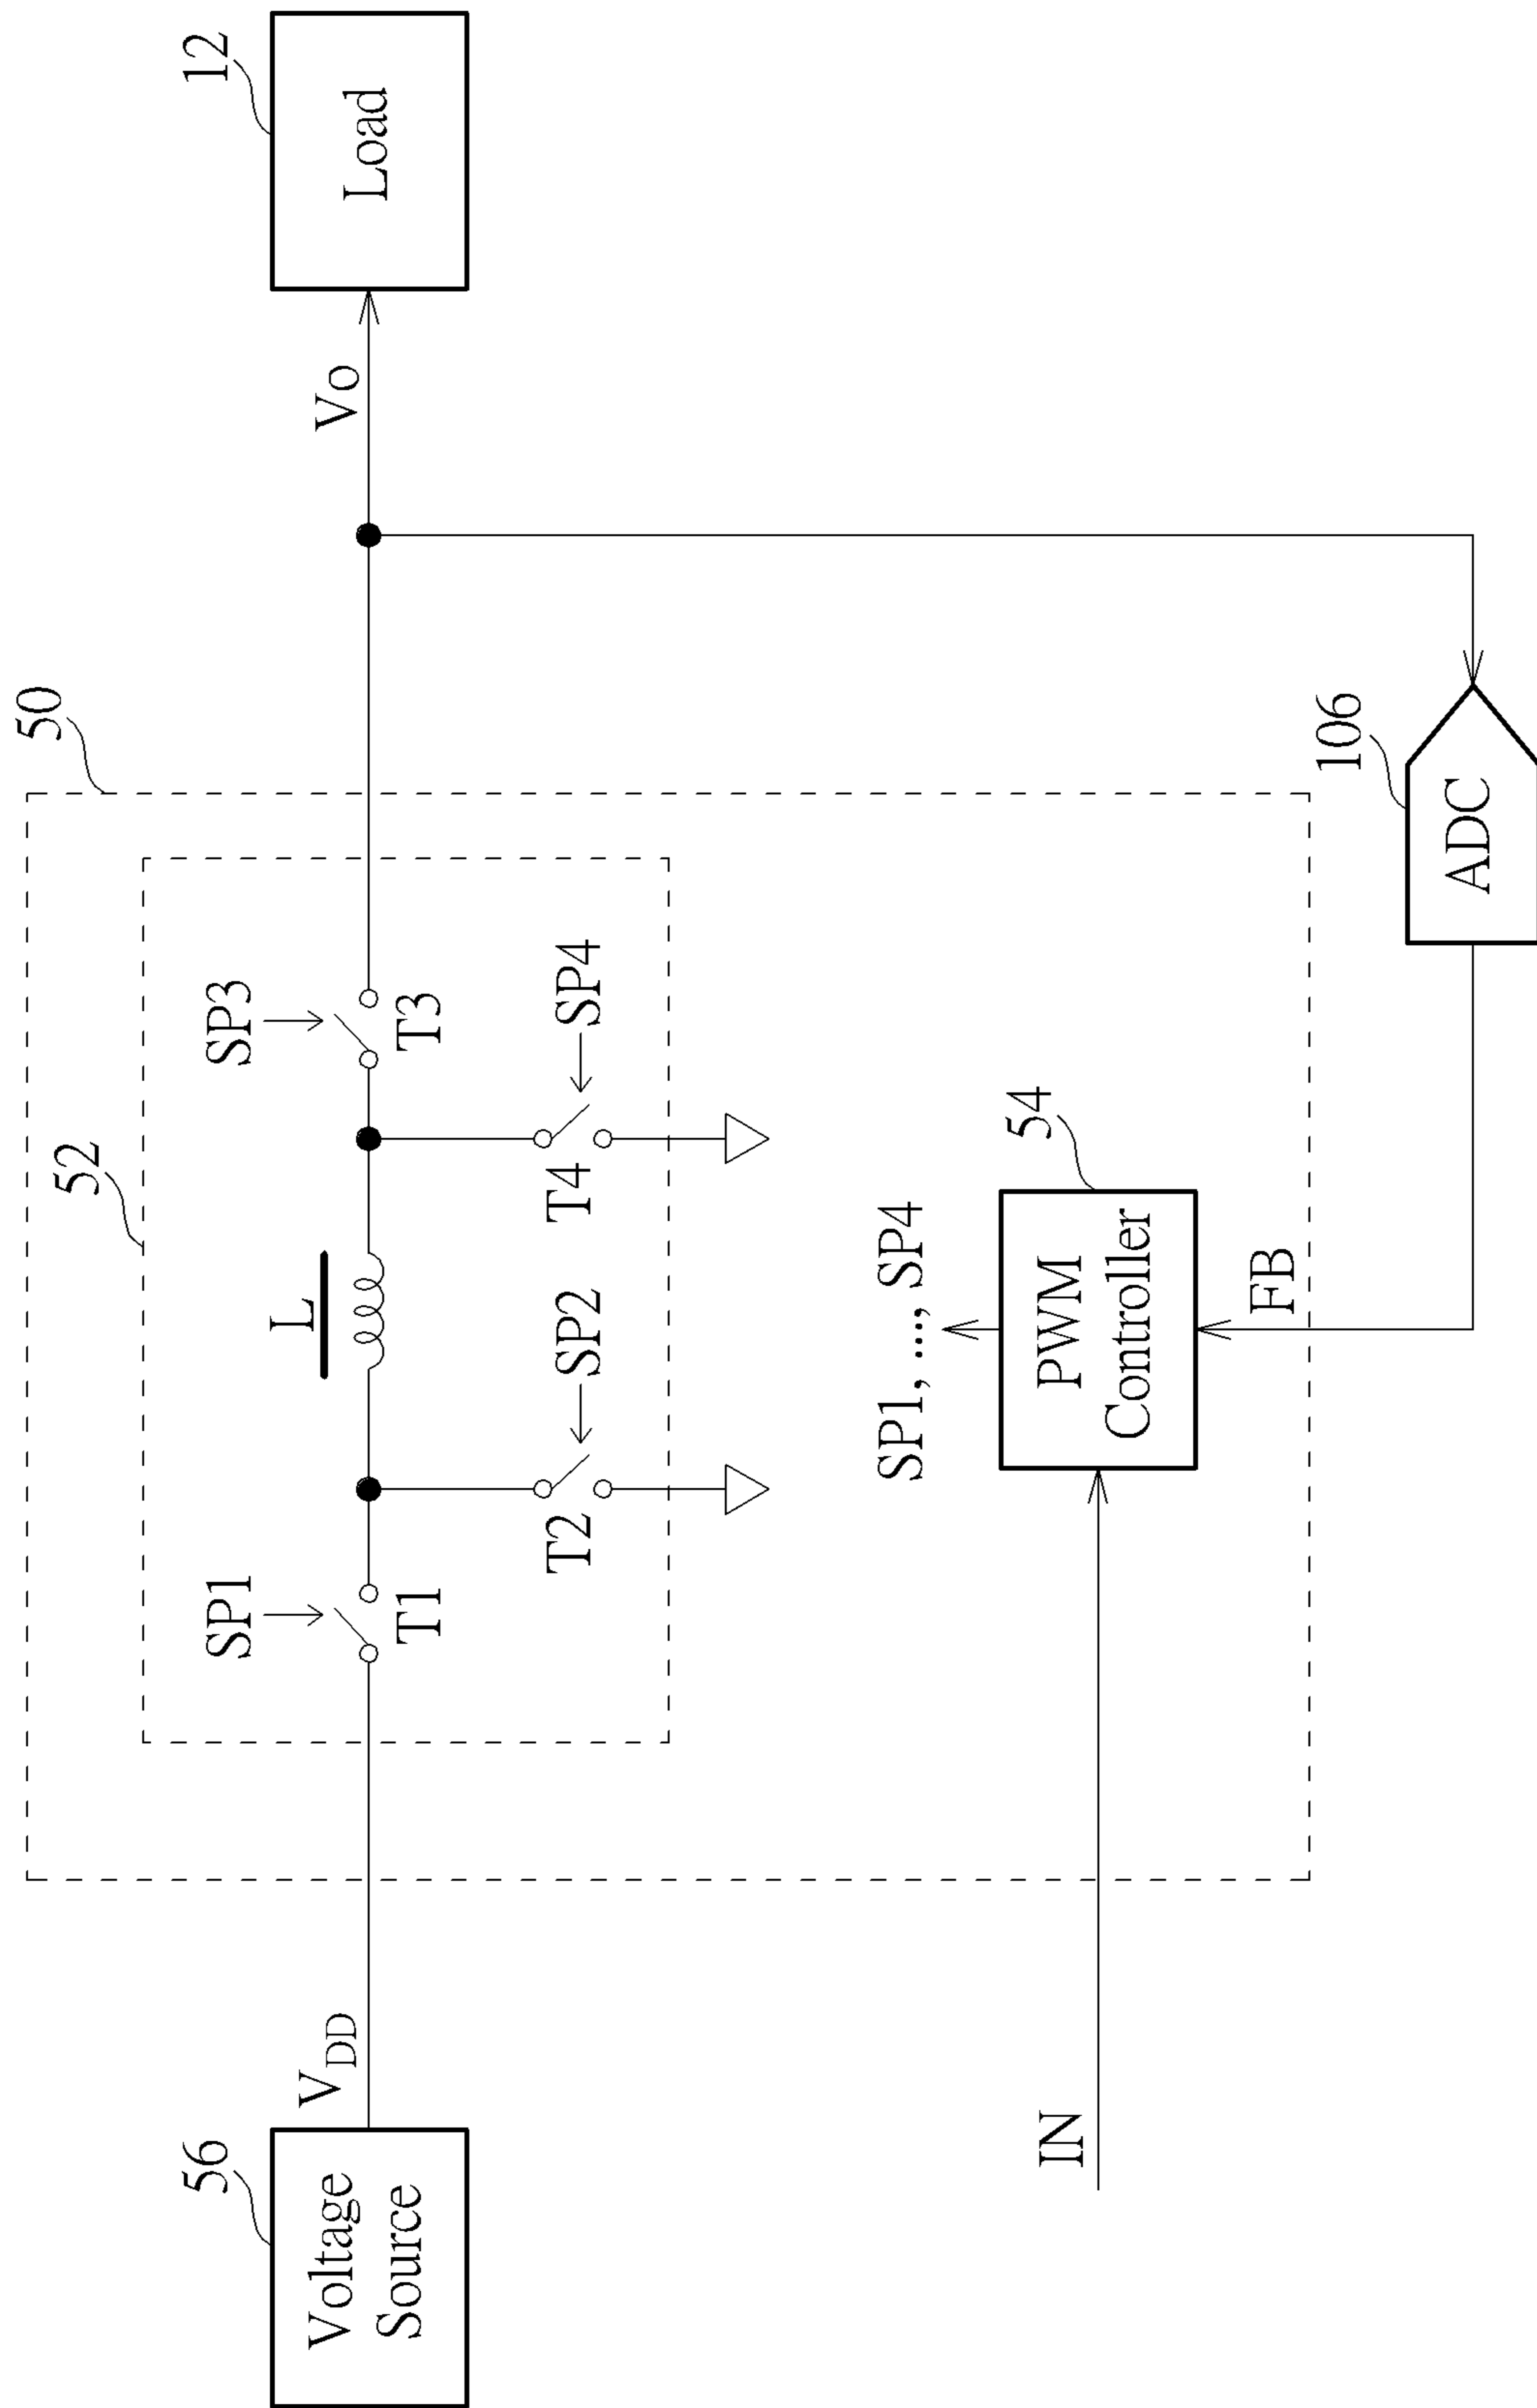 50
52
56
Voltage
Source
V_DD
SP1
T1
T2
SP2
L
T4
SP4
SP3
T3
Vo
12
Load
SP1, ..., SP4
54
PWM
Controller
IN
FB
106
ADC